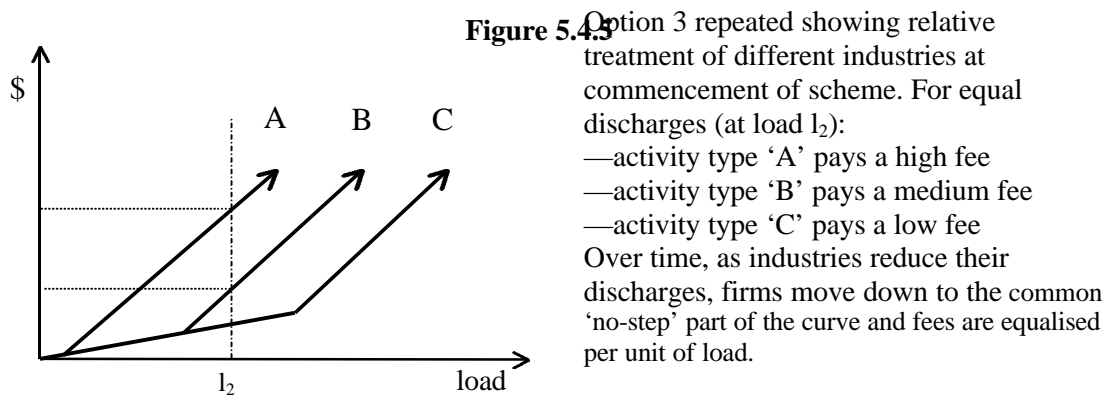 Figure 5.4.5
$
A B C
l₂
load
Option 3 repeated showing relative
treatment of different industries at
commencement of scheme. For equal
discharges (at load l₂):
—activity type ‘A’ pays a high fee
—activity type ‘B’ pays a medium fee
—activity type ‘C’ pays a low fee
Over time, as industries reduce their
discharges, firms move down to the common
‘no-step’ part of the curve and fees are equalised
per unit of load.